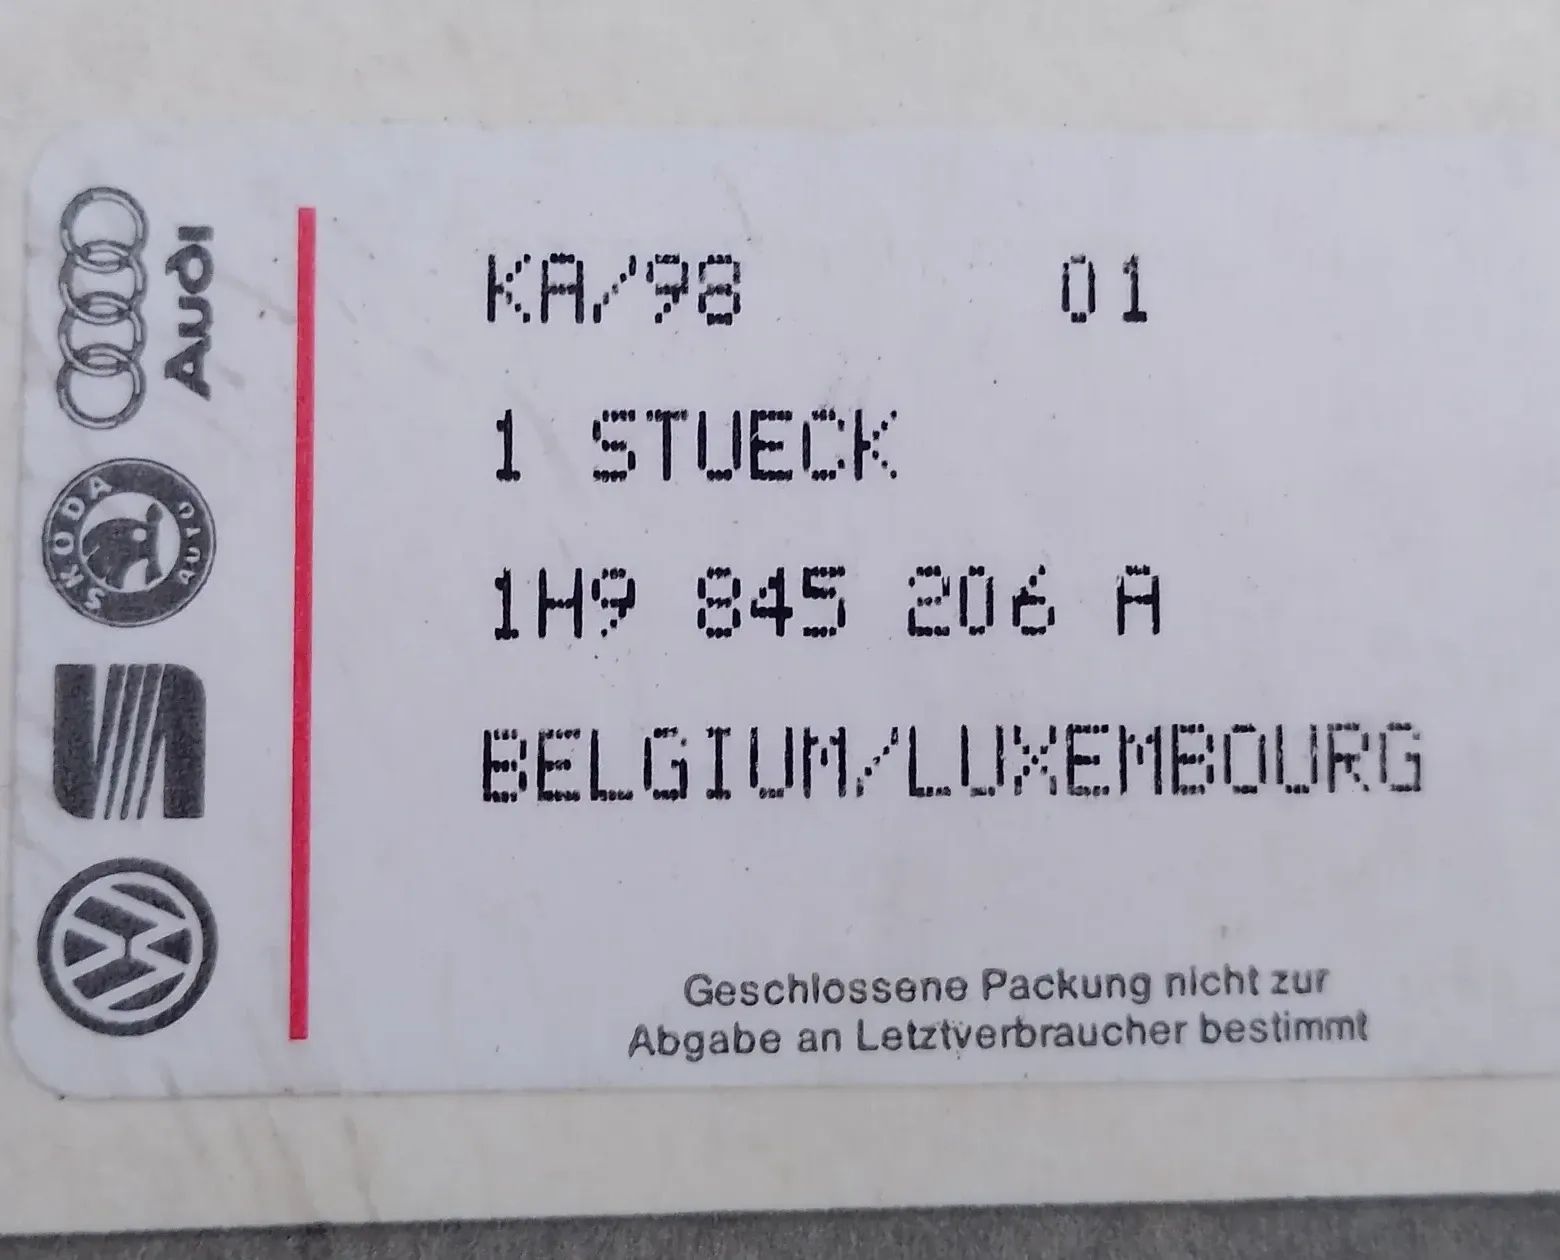 Audi
SKODA AUTO
KA/98 01
1 STUECK
1H9 845 206 A
BELGIUM/LUXEMBOURG
Geschlossene Packung nicht zur
Abgabe an Letztverbraucher bestimmt